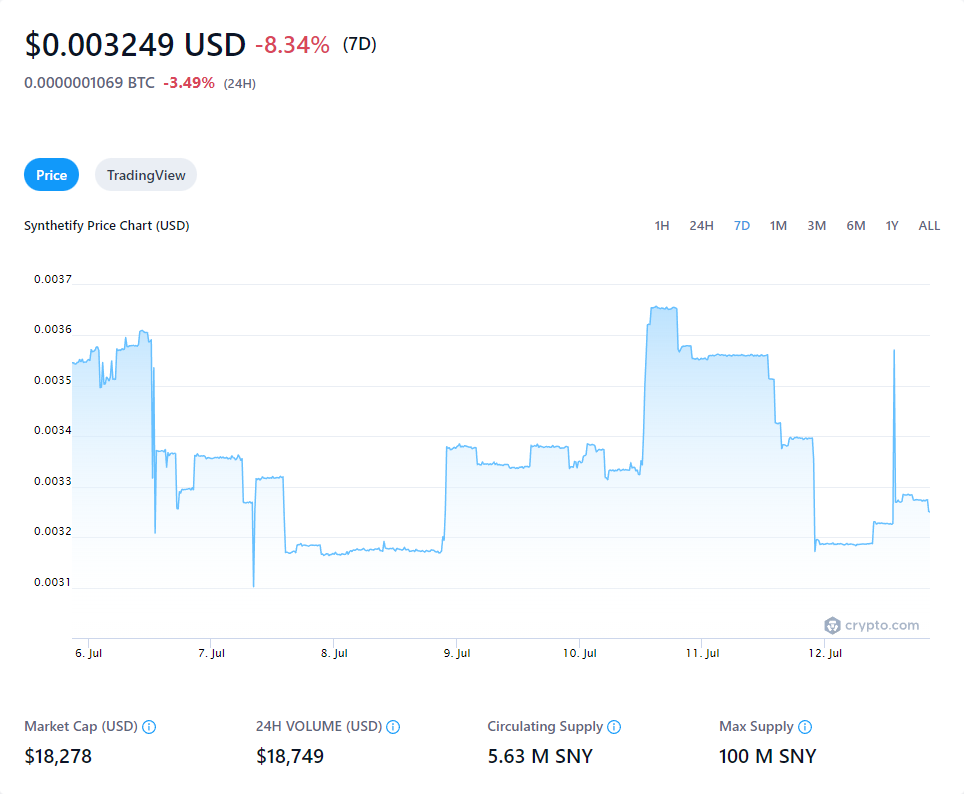 $0.003249 USD -8.34% (7D)
0.0000001069 BTC -3.49% (24H)
Price TradingView
Synthetify Price Chart (USD) 1H 24H 7D 1M 3M 6M 1Y ALL
0.0037
0.0036
0.0035
0.0034
0.0033
0.0032
0.0031
crypto.com
6. Jul 7. Jul 8. Jul 9. Jul 10. Jul 11. Jul 12. Jul
Market Cap (USD) 24H VOLUME (USD) Circulating Supply Max Supply
$18,278 $18,749 5.63 M SNY 100 M SNY